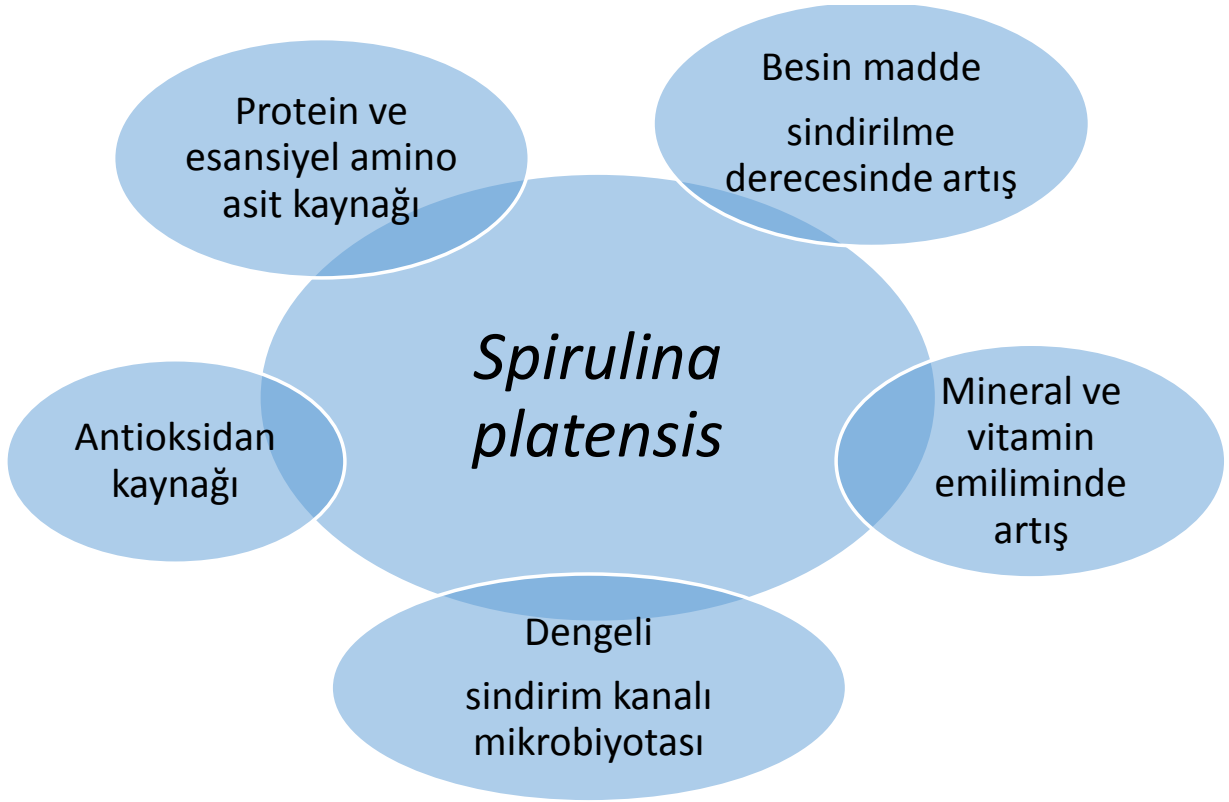 Protein ve
esansiyel amino
asit kaynağı
Besin madde
sindirilme
derecesinde artış
Spirulina
platensis
Antioksidan
kaynağı
Mineral ve
vitamin
emiliminde
artış
Dengeli
sindirim kanalı
mikrobiyotası